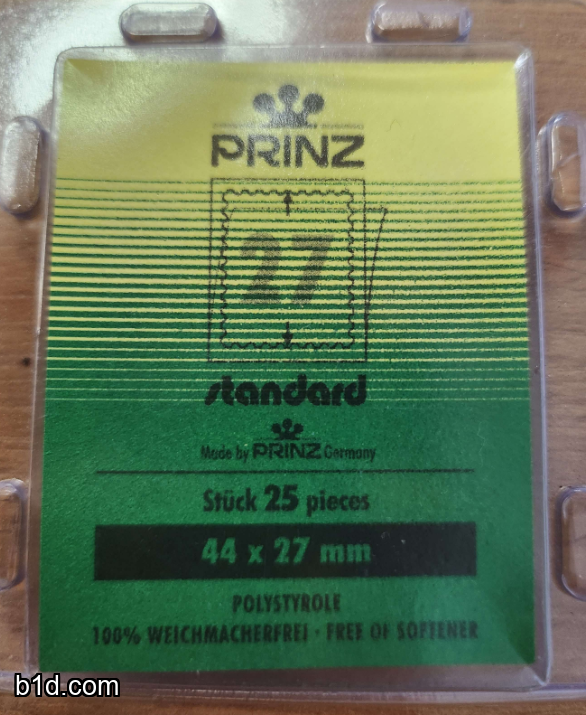 PRINZ
27
standard
Made by PRINZ Germany
Stück 25 pieces
44 x 27 mm
POLYSTYROLE
100% WEICHMACHERFREI · FREE OF SOFTENER
b1d.com